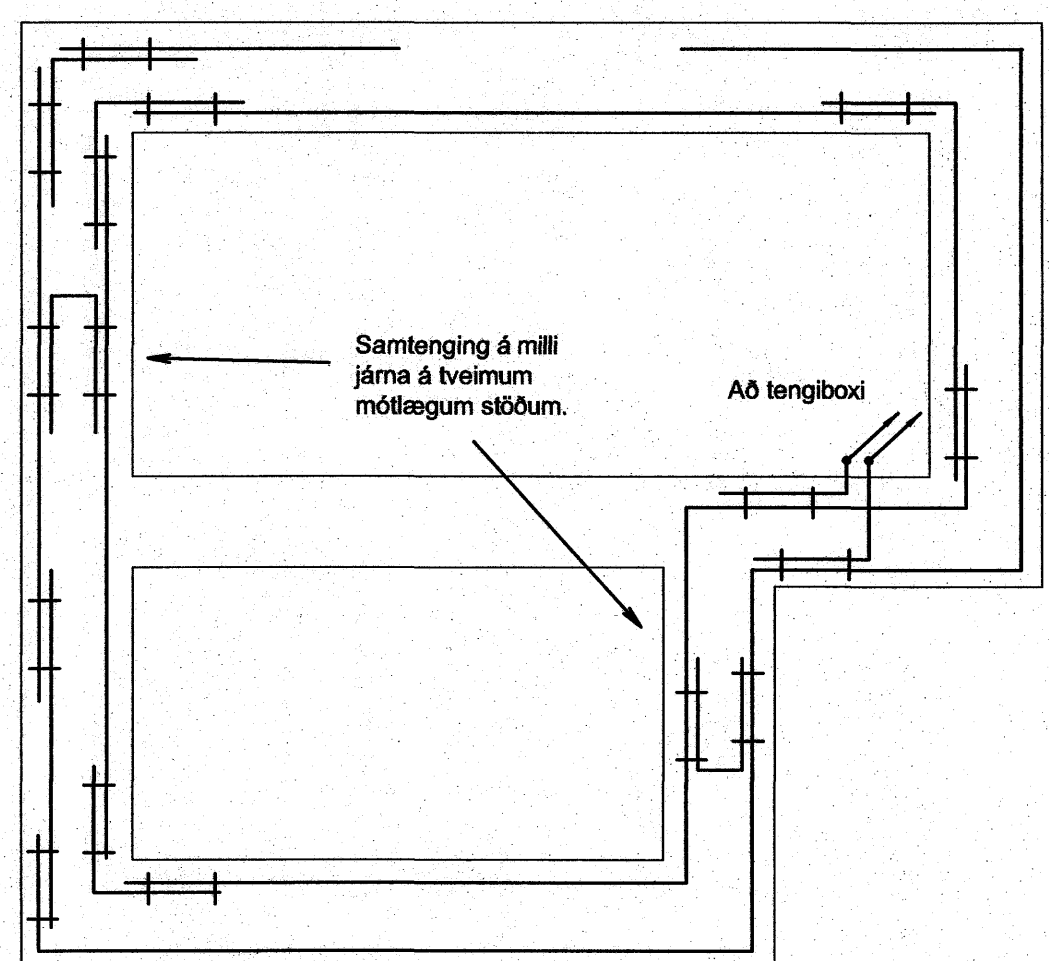 Samtenging á milli
járna á tveimum
mótlægum stöðum.
Að tengiboxi